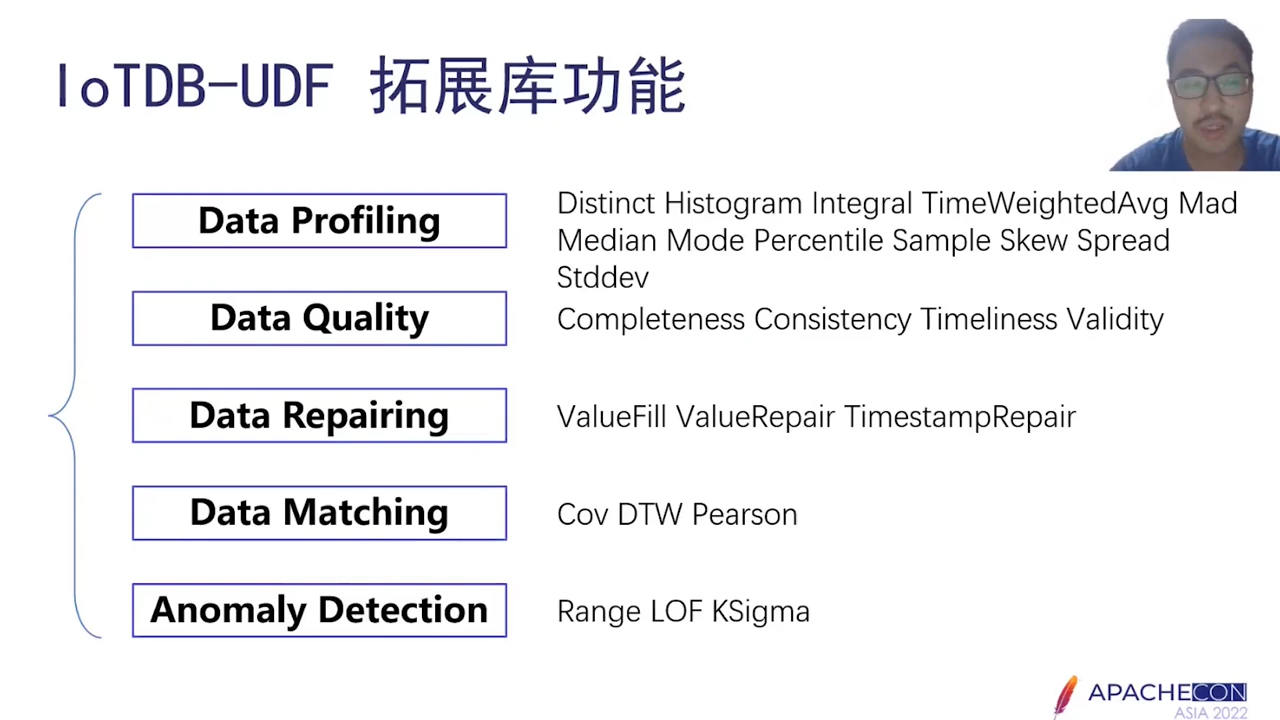 IoTDB-UDF 拓展库功能
Data Profiling
Distinct Histogram Integral TimeWeightedAvg Mad
Median Mode Percentile Sample Skew Spread
Stddev
Data Quality
Completeness Consistency Timeliness Validity
Data Repairing
ValueFill ValueRepair TimestampRepair
Data Matching
Cov DTW Pearson
Anomaly Detection
Range LOF KSigma
APACHECON
ASIA 2022